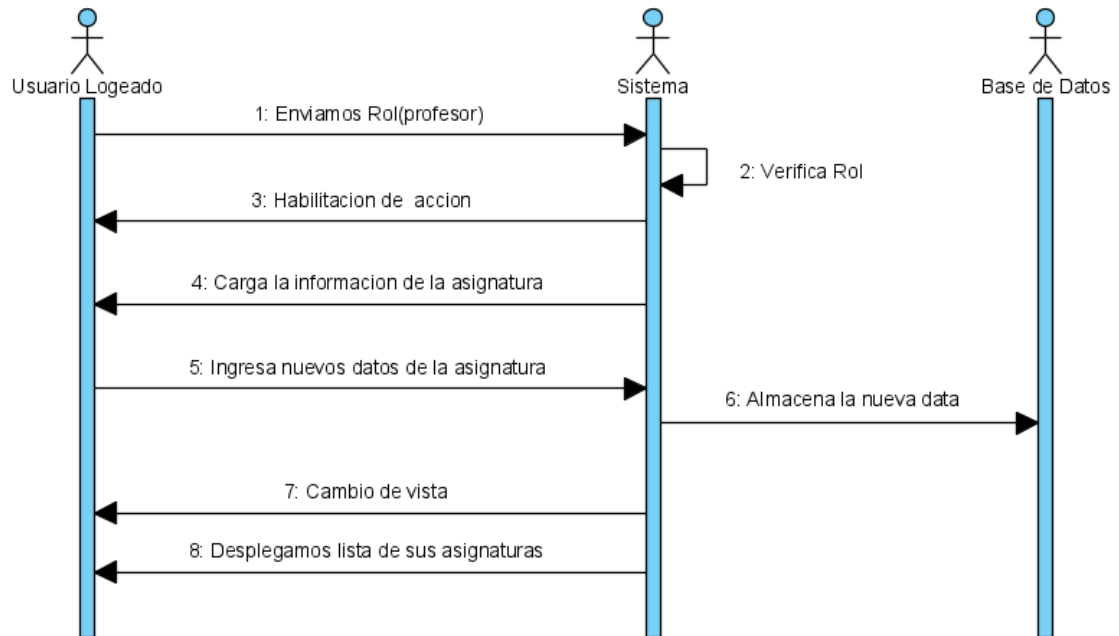 Usuario Logeado
Sistema
Base de Datos
1: Enviamos Rol(profesor)
2: Verifica Rol
3: Habilitacion de accion
4: Carga la informacion de la asignatura
5: Ingresa nuevos datos de la asignatura
6: Almacena la nueva data
7: Cambio de vista
8: Desplegamos lista de sus asignaturas